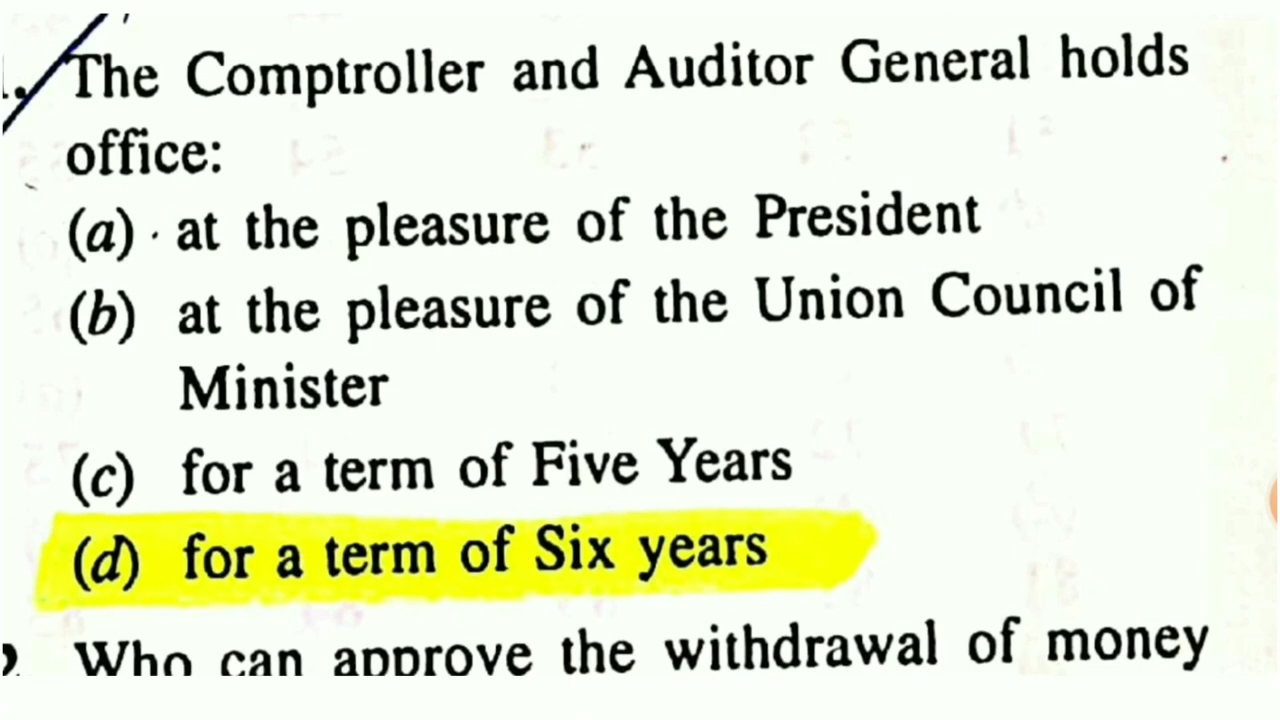 1. The Comptroller and Auditor General holds
office:
(a) at the pleasure of the President
(b) at the pleasure of the Union Council of
Minister
(c) for a term of Five Years
(d) for a term of Six years
2. Who can approve the withdrawal of money